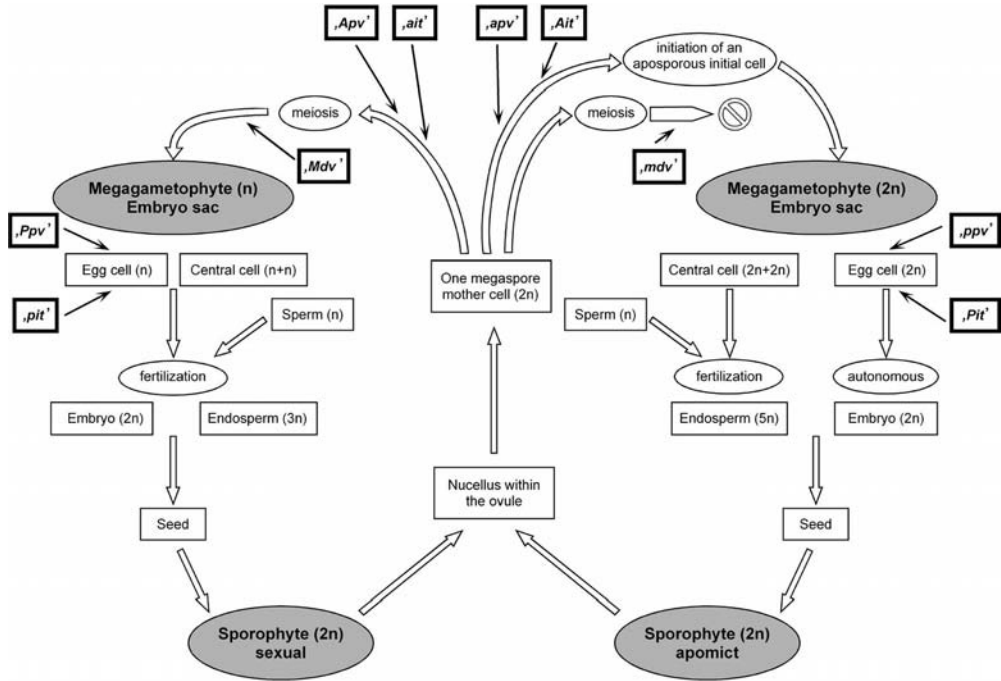 ‚Apv’
‚ait’
‚apv’
‚Ait’
initiation of an
aposporous initial cell
meiosis
meiosis
‚Mdv’
‚mdv’
Megagametophyte (n)
Embryo sac
Megagametophyte (2n)
Embryo sac
‚Ppv’
‚ppv’
Egg cell (n)
Central cell (n+n)
One megaspore
mother cell (2n)
Central cell (2n+2n)
Egg cell (2n)
‚pit’
Sperm (n)
Sperm (n)
‚Pit’
fertilization
fertilization
autonomous
Embryo (2n)
Endosperm (3n)
Endosperm (5n)
Embryo (2n)
Nucellus within
the ovule
Seed
Seed
Sporophyte (2n)
sexual
Sporophyte (2n)
apomict